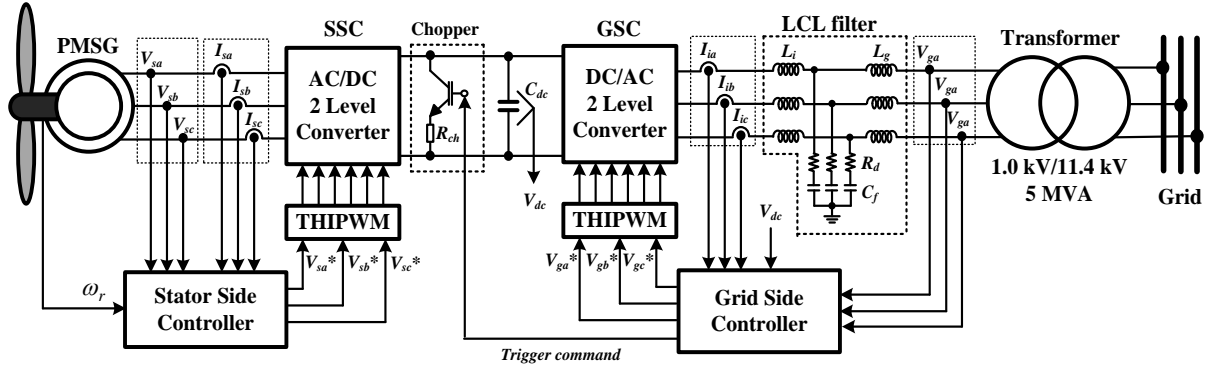 PMSG
V_sa
V_sb
V_sc
I_sa
I_sb
I_sc
SSC
AC/DC
2 Level
Converter
Chopper
R_ch
C_dc
V_dc
GSC
DC/AC
2 Level
Converter
I_ia
I_ib
I_ic
LCL filter
L_i
L_g
R_d
C_f
V_ga
V_ga
V_ga
Transformer
1.0 kV/11.4 kV
5 MVA
Grid
THIPWM
V_sa*
V_sb*
V_sc*
THIPWM
V_ga*
V_gb*
V_gc*
V_dc
ω_r
Stator Side
Controller
Grid Side
Controller
Trigger command